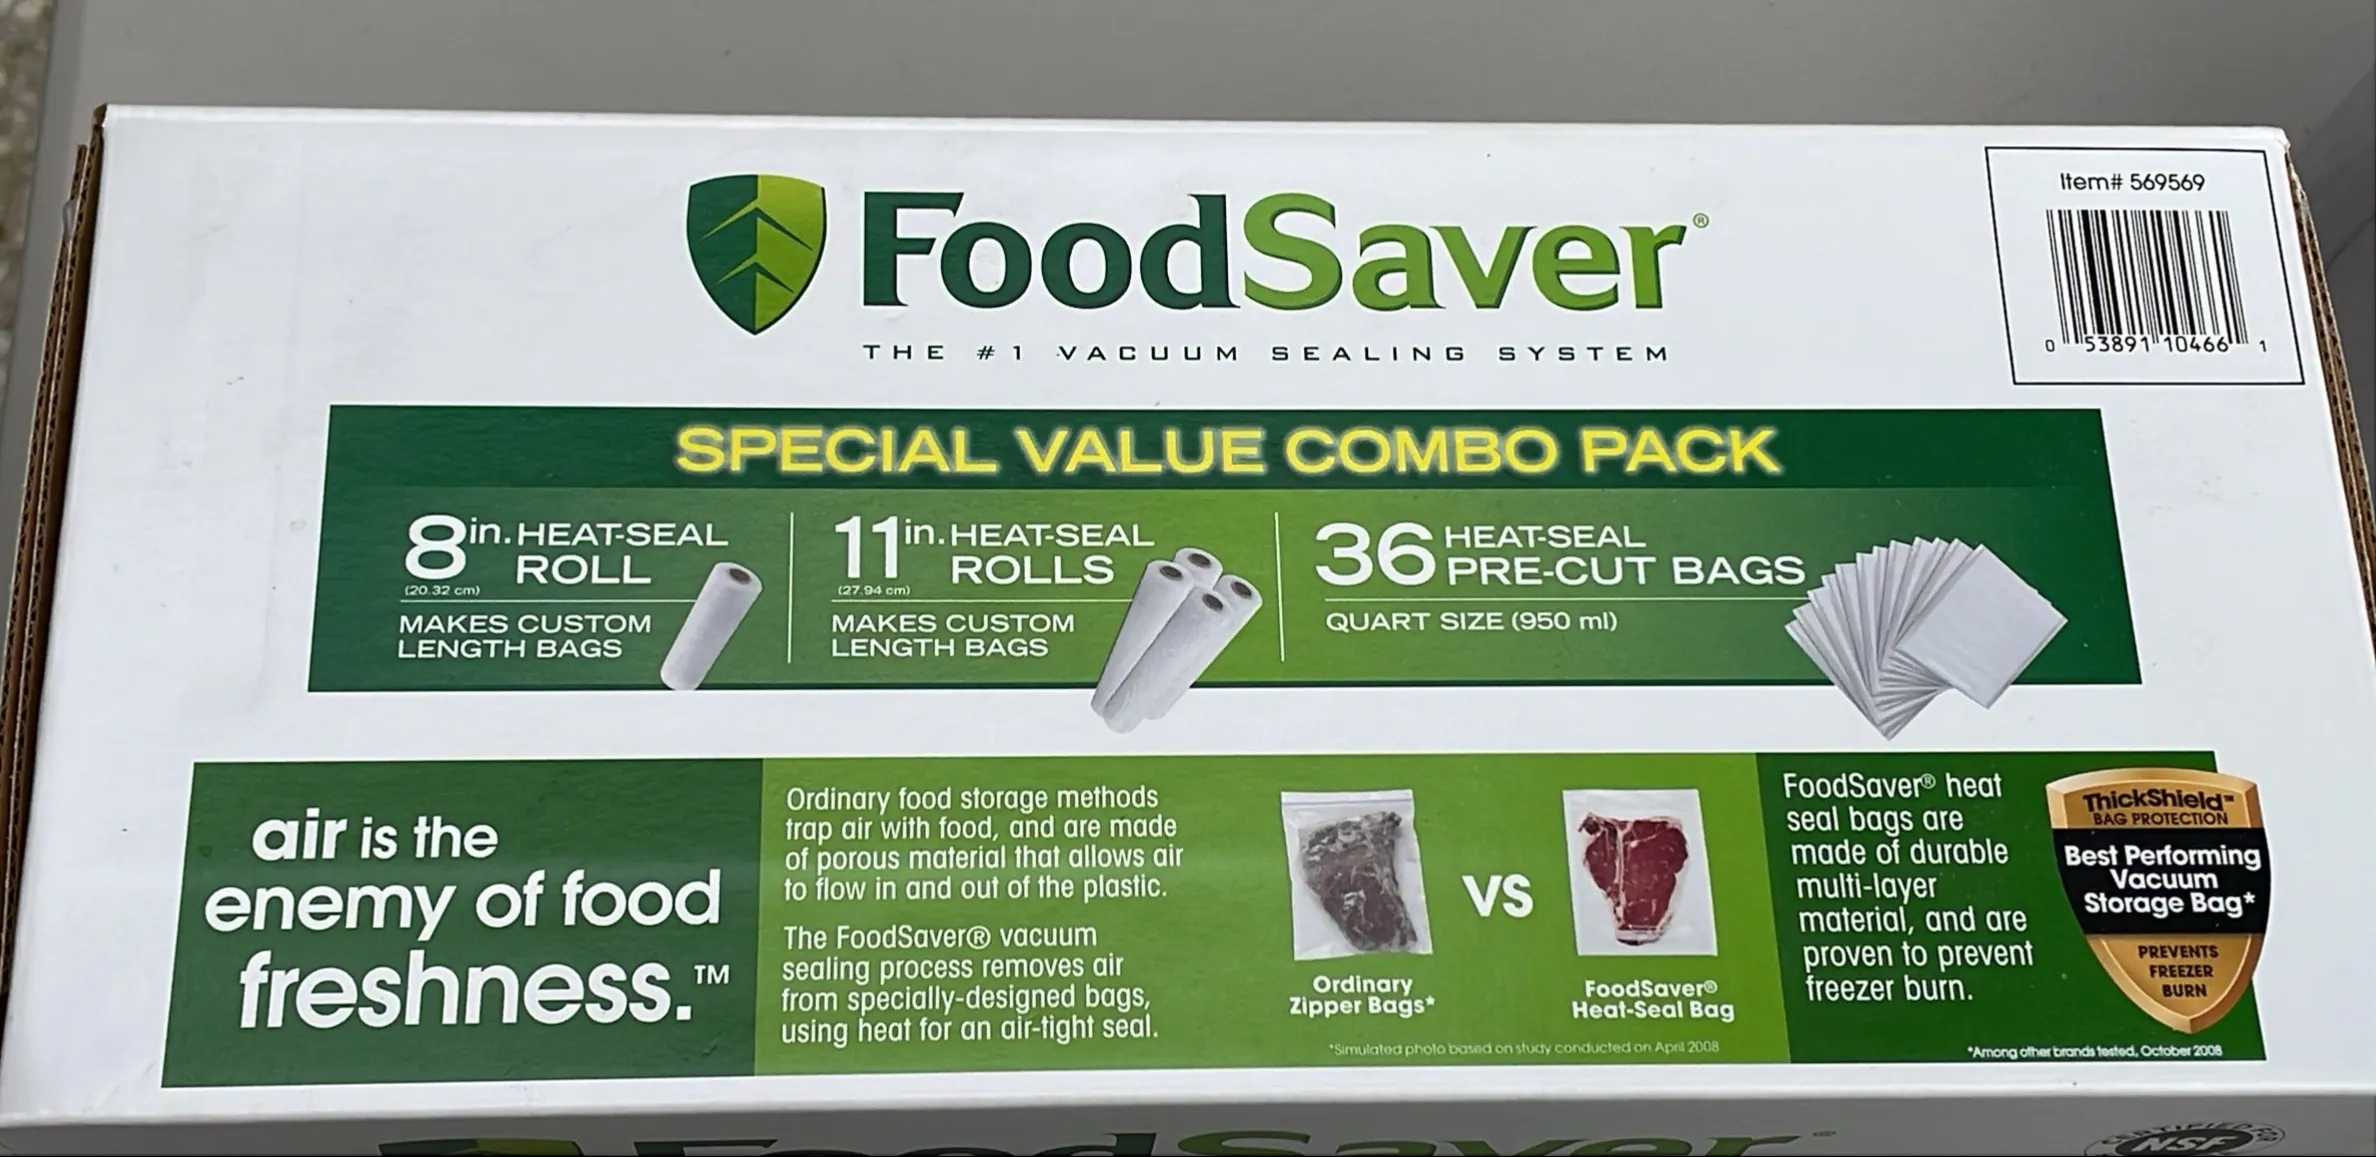 Item# 569569
FoodSaver®
THE #1 VACUUM SEALING SYSTEM
0 53891 10466 1
SPECIAL VALUE COMBO PACK
8in. HEAT-SEAL
ROLL
(20.32 cm)
MAKES CUSTOM
LENGTH BAGS
11in. HEAT-SEAL
ROLLS
(27.94 cm)
MAKES CUSTOM
LENGTH BAGS
36 HEAT-SEAL
PRE-CUT BAGS
QUART SIZE (950 ml)
air is the
enemy of food
freshness.™
Ordinary food storage methods
trap air with food, and are made
of porous material that allows air
to flow in and out of the plastic.
The FoodSaver® vacuum
sealing process removes air
from specially-designed bags,
using heat for an air-tight seal.
Ordinary
Zipper Bags*
VS
FoodSaver®
Heat-Seal Bag
*Simulated photo based on study conducted on April 2008
FoodSaver® heat
seal bags are
made of durable
multi-layer
material, and are
proven to prevent
freezer burn.
ThickShield™
BAG PROTECTION
Best Performing
Vacuum
Storage Bag*
PREVENTS
FREEZER
BURN
*Among other brands tested, October 2008
FoodSaver®
NSF